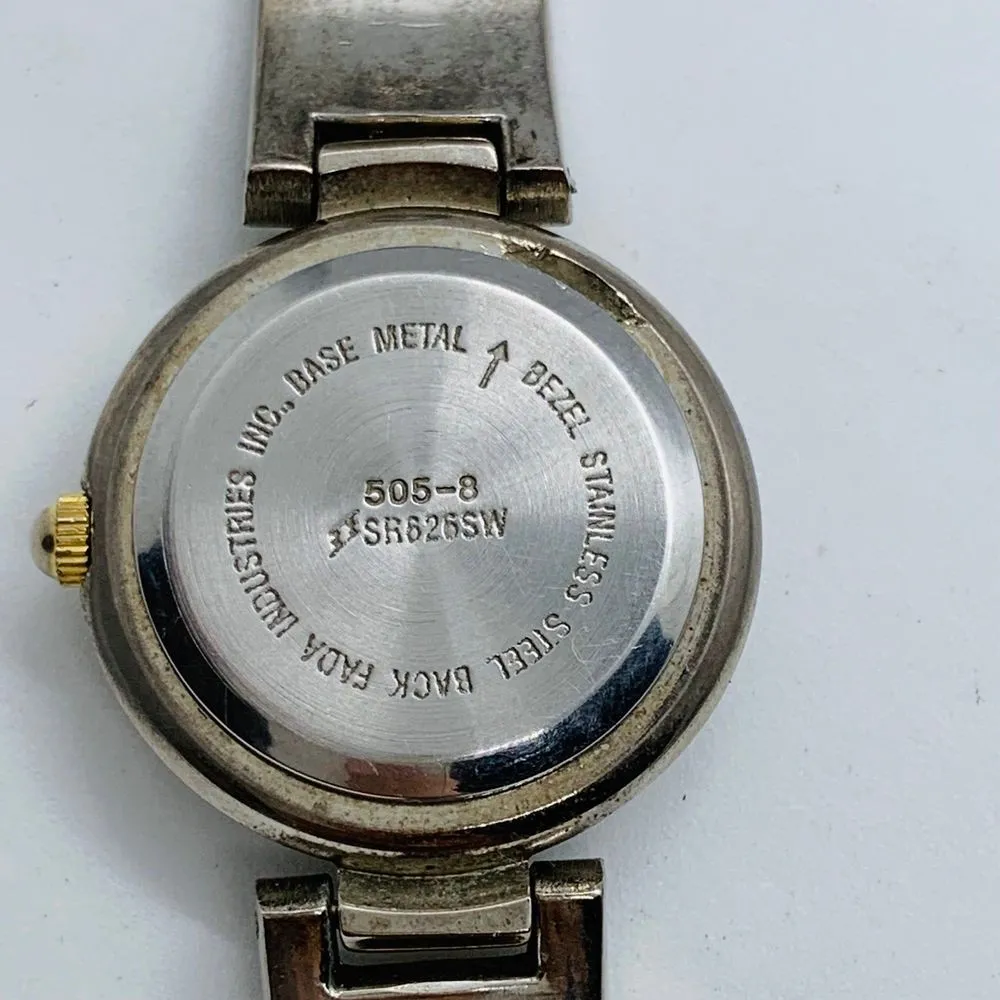 BASE METAL ↑ BEZEL STAINLESS STEEL BACK FADA INDUSTRIES INC.,
505-8
SR626SW